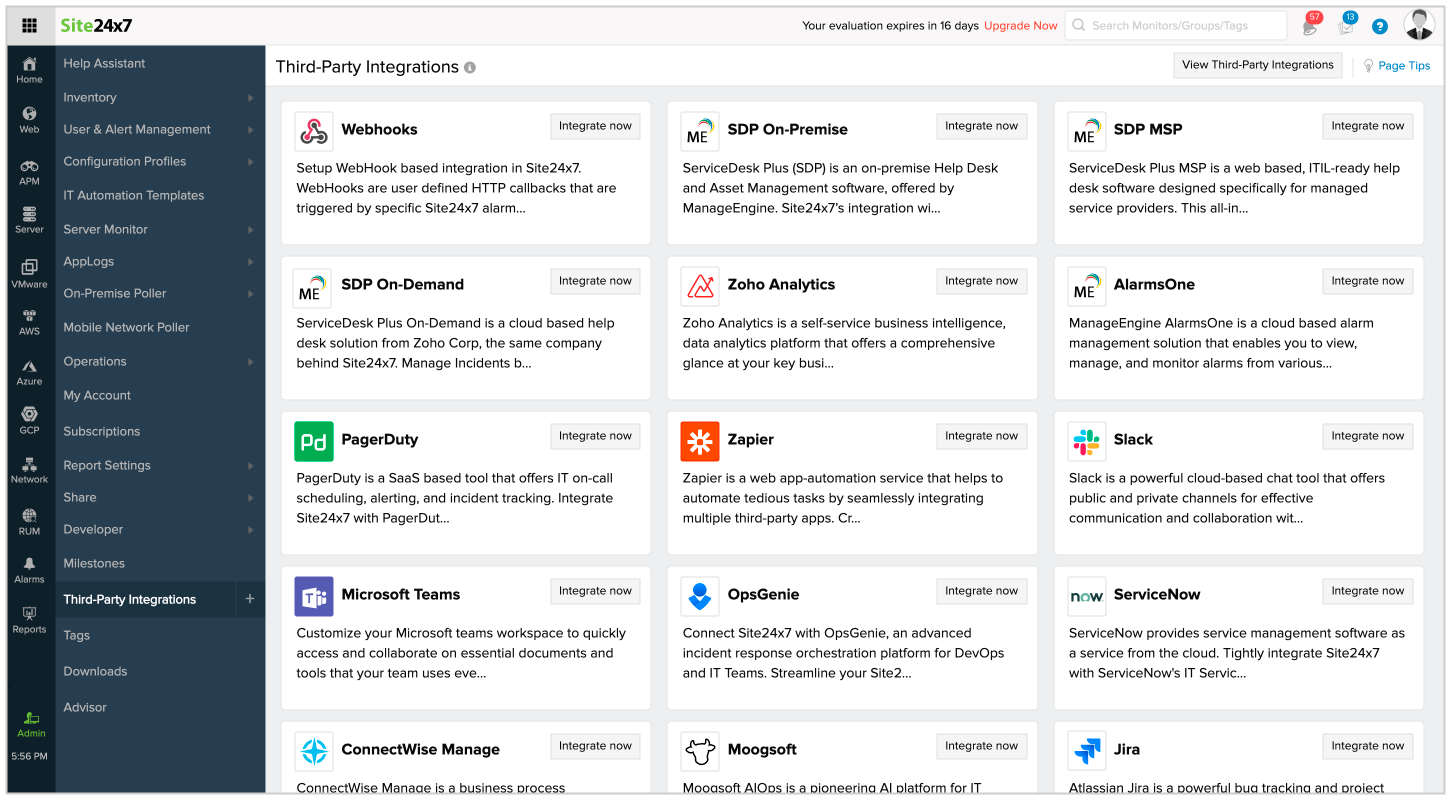 Site24x7
Your evaluation expires in 16 days Upgrade Now
Search Monitors/Groups/Tags
57
13
?
Home
Web
APM
Server
VMware
AWS
Azure
GCP
Network
RUM
Alarms
Reports
Admin
5:56 PM
Help Assistant
Inventory
User & Alert Management
Configuration Profiles
IT Automation Templates
Server Monitor
AppLogs
On-Premise Poller
Mobile Network Poller
Operations
My Account
Subscriptions
Report Settings
Share
Developer
Milestones
Third-Party Integrations +
Tags
Downloads
Advisor
Third-Party Integrations
View Third-Party Integrations
Page Tips
Webhooks
Integrate now
Setup WebHook based integration in Site24x7.
WebHooks are user defined HTTP callbacks that are
triggered by specific Site24x7 alarm...
ME
SDP On-Premise
Integrate now
ServiceDesk Plus (SDP) is an on-premise Help Desk
and Asset Management software, offered by
ManageEngine. Site24x7's integration wi...
ME
SDP MSP
Integrate now
ServiceDesk Plus MSP is a web based, ITIL-ready help
desk software designed specifically for managed
service providers. This all-in...
ME
SDP On-Demand
Integrate now
ServiceDesk Plus On-Demand is a cloud based help
desk solution from Zoho Corp, the same company
behind Site24x7. Manage Incidents b...
Zoho Analytics
Integrate now
Zoho Analytics is a self-service business intelligence,
data analytics platform that offers a comprehensive
glance at your key busi...
ME
AlarmsOne
Integrate now
ManageEngine AlarmsOne is a cloud based alarm
management solution that enables you to view,
manage, and monitor alarms from various...
Pd
PagerDuty
Integrate now
PagerDuty is a SaaS based tool that offers IT on-call
scheduling, alerting, and incident tracking. Integrate
Site24x7 with PagerDut...
Zapier
Integrate now
Zapier is a web app-automation service that helps to
automate tedious tasks by seamlessly integrating
multiple third-party apps. Cr...
Slack
Integrate now
Slack is a powerful cloud-based chat tool that offers
public and private channels for effective
communication and collaboration wit...
Microsoft Teams
Integrate now
Customize your Microsoft teams workspace to quickly
access and collaborate on essential documents and
tools that your team uses eve...
OpsGenie
Integrate now
Connect Site24x7 with OpsGenie, an advanced
incident response orchestration platform for DevOps
and IT Teams. Streamline your Site2...
now.
ServiceNow
Integrate now
ServiceNow provides service management software as
a service from the cloud. Tightly integrate Site24x7
with ServiceNow's IT Servic...
ConnectWise Manage
Integrate now
ConnectWise Manage is a business process
Moogsoft
Integrate now
Moogsoft AIOps is a pioneering AI platform for IT
Jira
Integrate now
Atlassian Jira is a powerful bug tracking and project